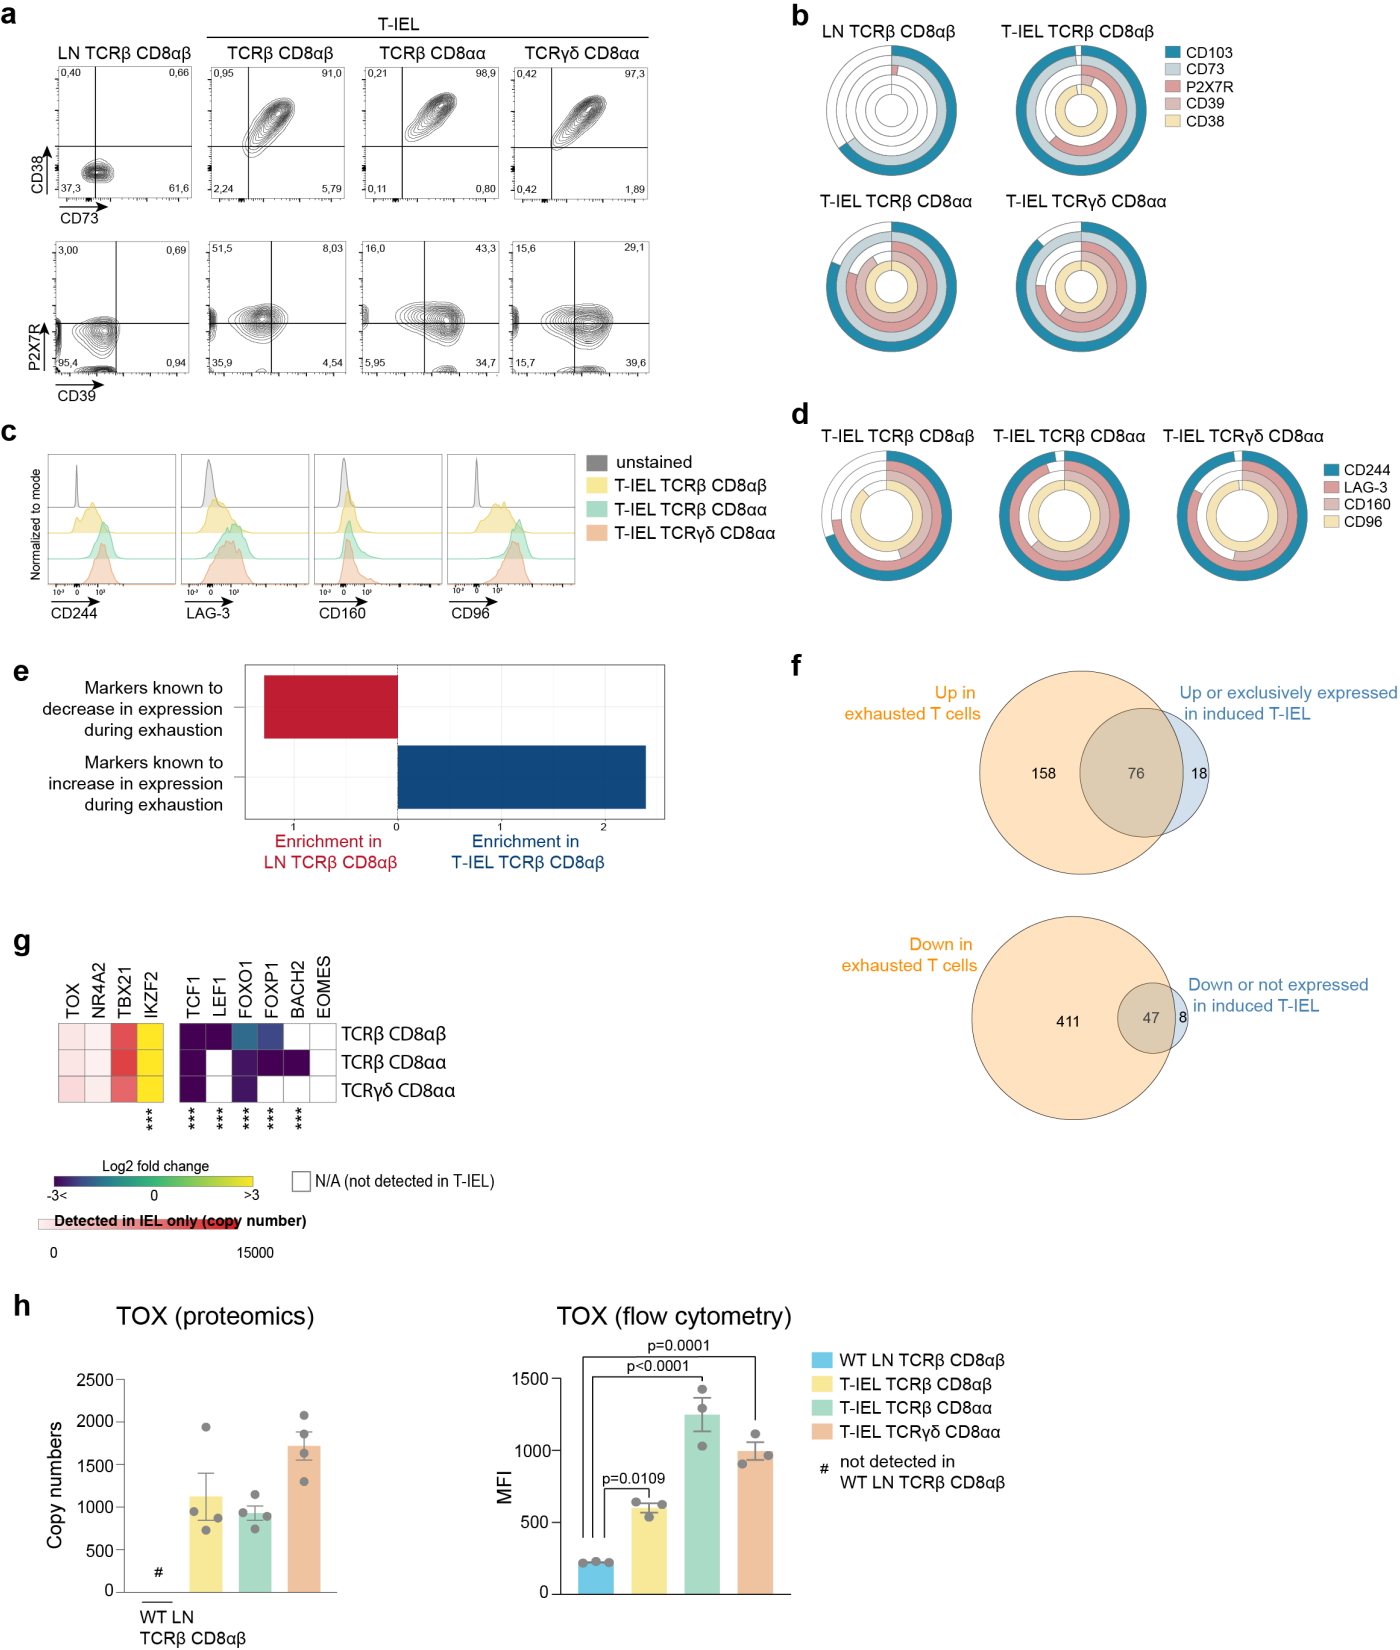 a
T-IEL
LN TCRβ CD8αβ
TCRβ CD8αβ
TCRβ CD8αα
TCRγδ CD8αα
0,40
0,66
0,95
91,0
0,21
98,9
0,42
97,3
37,3
61,6
2,24
5,79
0,11
0,80
0,42
1,89
CD38
CD73
3,00
0,69
51,5
8,03
16,0
43,3
15,6
29,1
95,4
0,94
35,9
4,54
5,95
34,7
15,7
39,6
P2X7R
CD39
b
LN TCRβ CD8αβ
T-IEL TCRβ CD8αβ
CD103
CD73
P2X7R
CD39
CD38
T-IEL TCRβ CD8αα
T-IEL TCRγδ CD8αα
c
Normalized to mode
-10³ 0 10³
-10³ 0 10³
-10³ 0 10³
-10³ 0 10³
CD244
LAG-3
CD160
CD96
unstained
T-IEL TCRβ CD8αβ
T-IEL TCRβ CD8αα
T-IEL TCRγδ CD8αα
d
T-IEL TCRβ CD8αβ
T-IEL TCRβ CD8αα
T-IEL TCRγδ CD8αα
CD244
LAG-3
CD160
CD96
e
Markers known to
decrease in expression
during exhaustion
Markers known to
increase in expression
during exhaustion
1
0
1
2
Enrichment in
LN TCRβ CD8αβ
Enrichment in
T-IEL TCRβ CD8αβ
f
Up in
exhausted T cells
Up or exclusively expressed
in induced T-IEL
158
76
18
Down in
exhausted T cells
Down or not expressed
in induced T-IEL
411
47
8
g
TOX
NR4A2
TBX21
IKZF2
TCF1
LEF1
FOXO1
FOXP1
BACH2
EOMES
TCRβ CD8αβ
TCRβ CD8αα
TCRγδ CD8αα
***
***
***
***
***
***
Log2 fold change
-3<
0
>3
N/A (not detected in T-IEL)
Detected in IEL only (copy number)
0
15000
h
TOX (proteomics)
Copy numbers
2500
2000
1500
1000
500
0
#
WT LN
TCRβ CD8αβ
TOX (flow cytometry)
p=0.0001
p<0.0001
p=0.0109
MFI
1500
1000
500
0
WT LN TCRβ CD8αβ
T-IEL TCRβ CD8αβ
T-IEL TCRβ CD8αα
T-IEL TCRγδ CD8αα
# not detected in
WT LN TCRβ CD8αβ